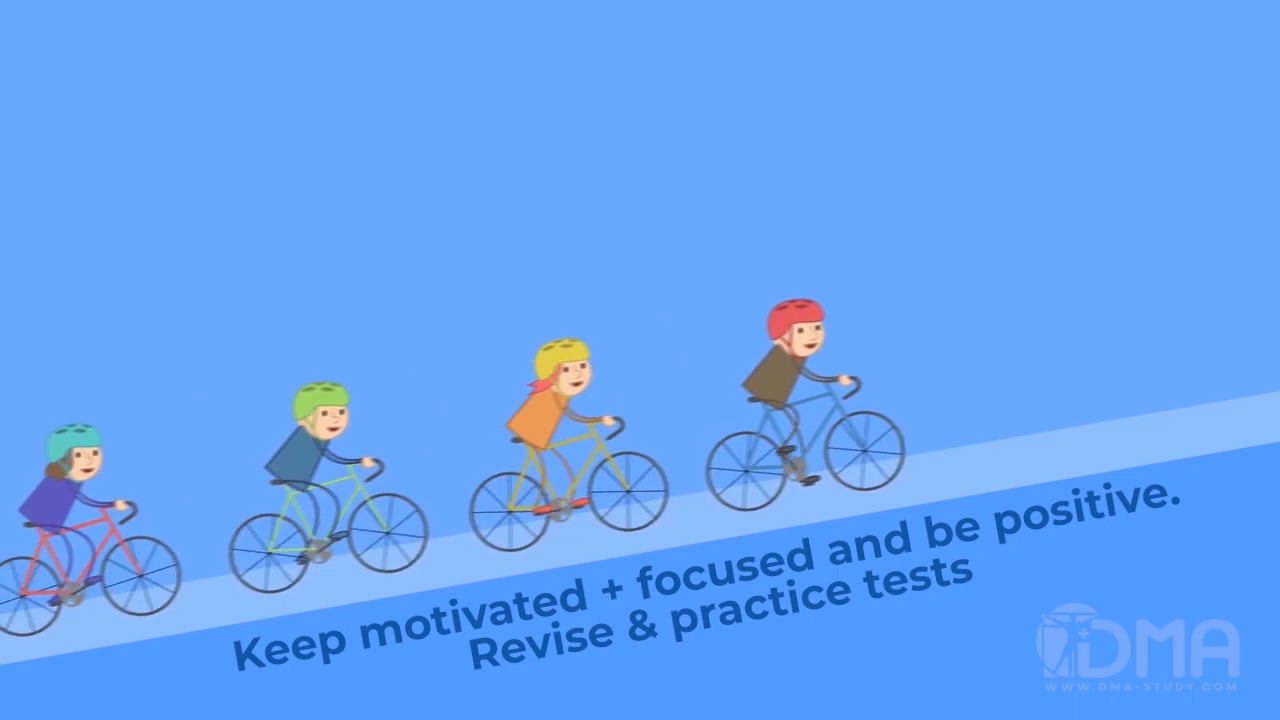 Keep motivated + focused and be positive.
Revise & practice tests
DMA
WWW.DMA-STUDY.COM